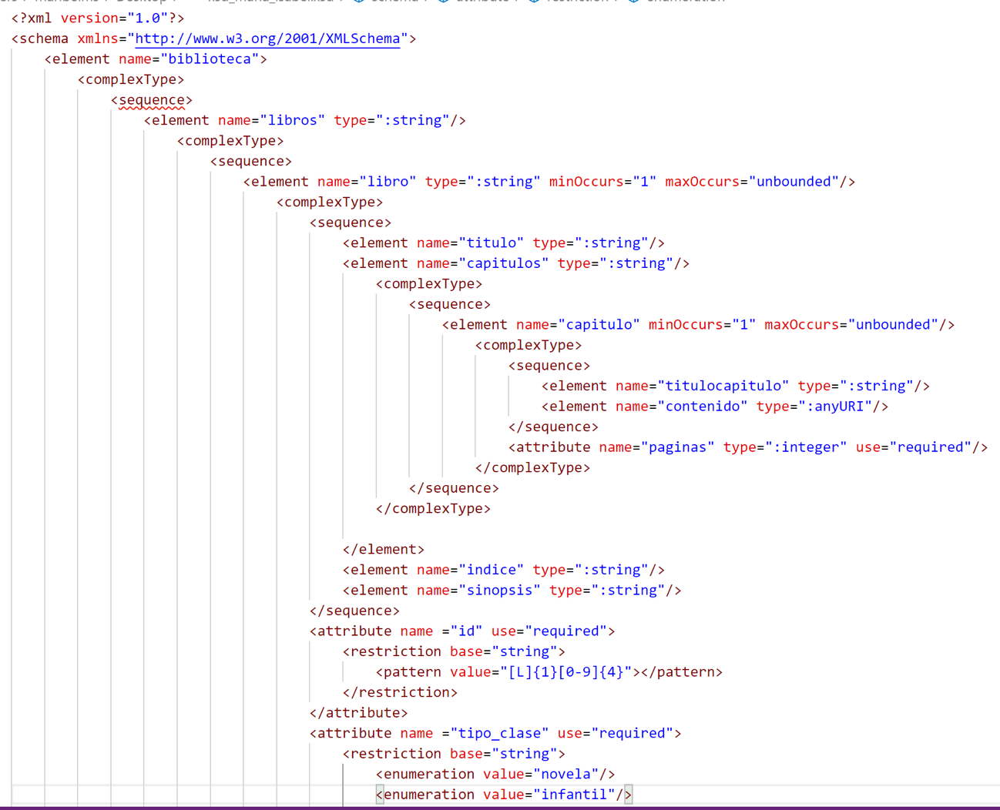 <?xml version="1.0"?>
<schema xmlns="http://www.w3.org/2001/XMLSchema">
<element name="biblioteca">
<complexType>
<sequence>
<element name="libros" type=":string"/>
<complexType>
<sequence>
<element name="libro" type=":string" minOccurs="1" maxOccurs="unbounded"/>
<complexType>
<sequence>
<element name="titulo" type=":string"/>
<element name="capitulos" type=":string"/>
<complexType>
<sequence>
<element name="capitulo" minOccurs="1" maxOccurs="unbounded"/>
<complexType>
<sequence>
<element name="titulocapitulo" type=":string"/>
<element name="contenido" type=":anyURI"/>
</sequence>
<attribute name="paginas" type=":integer" use="required"/>
</complexType>
</sequence>
</complexType>
</element>
<element name="indice" type=":string"/>
<element name="sinopsis" type=":string"/>
</sequence>
<attribute name ="id" use="required">
<restriction base="string">
<pattern value="[L]{1}[0-9]{4}"></pattern>
</restriction>
</attribute>
<attribute name ="tipo_clase" use="required">
<restriction base="string">
<enumeration value="novela"/>
<enumeration value="infantil"/>